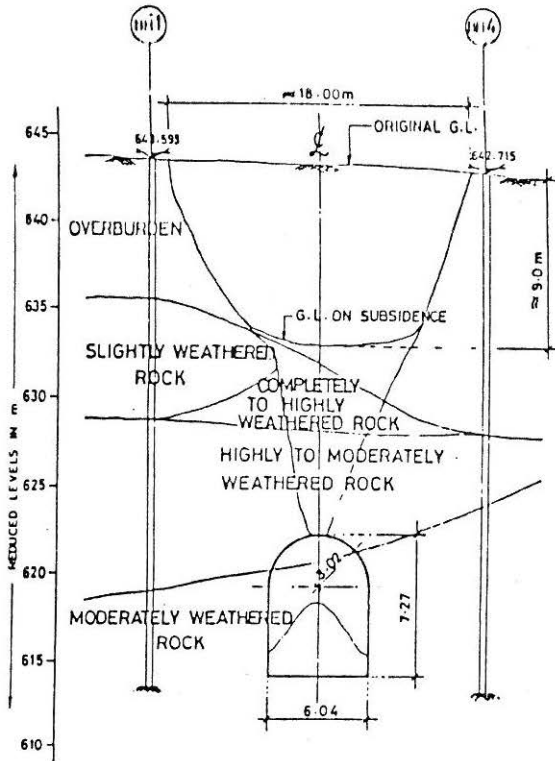 ≈18.00m
ORIGINAL G.L.
℄
645
643.593
642.715
640
OVERBURDEN
≈ 9.0m
635
G.L. ON SUBSIDENCE
SLIGHTLY WEATHERED
ROCK
COMPLETELY
TO HIGHLY
WEATHERED ROCK
630
HIGHLY TO MODERATELY
WEATHERED ROCK
625
REDUCED LEVELS IN m
620
3.02
7.27
MODERATELY WEATHERED
ROCK
615
6.04
610